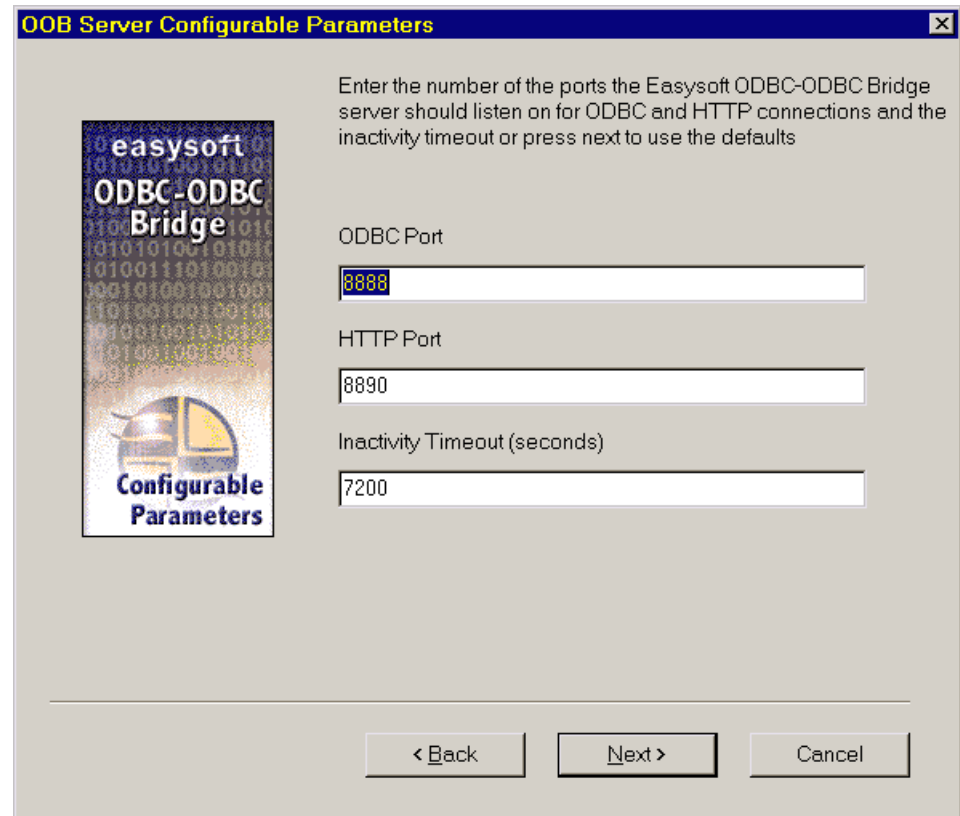 OOB Server Configurable Parameters
Enter the number of the ports the Easysoft ODBC-ODBC Bridge
server should listen on for ODBC and HTTP connections and the
inactivity timeout or press next to use the defaults
easysoft
ODBC-ODBC
Bridge
Configurable
Parameters
ODBC Port
8888
HTTP Port
8890
Inactivity Timeout (seconds)
7200
< Back
Next >
Cancel